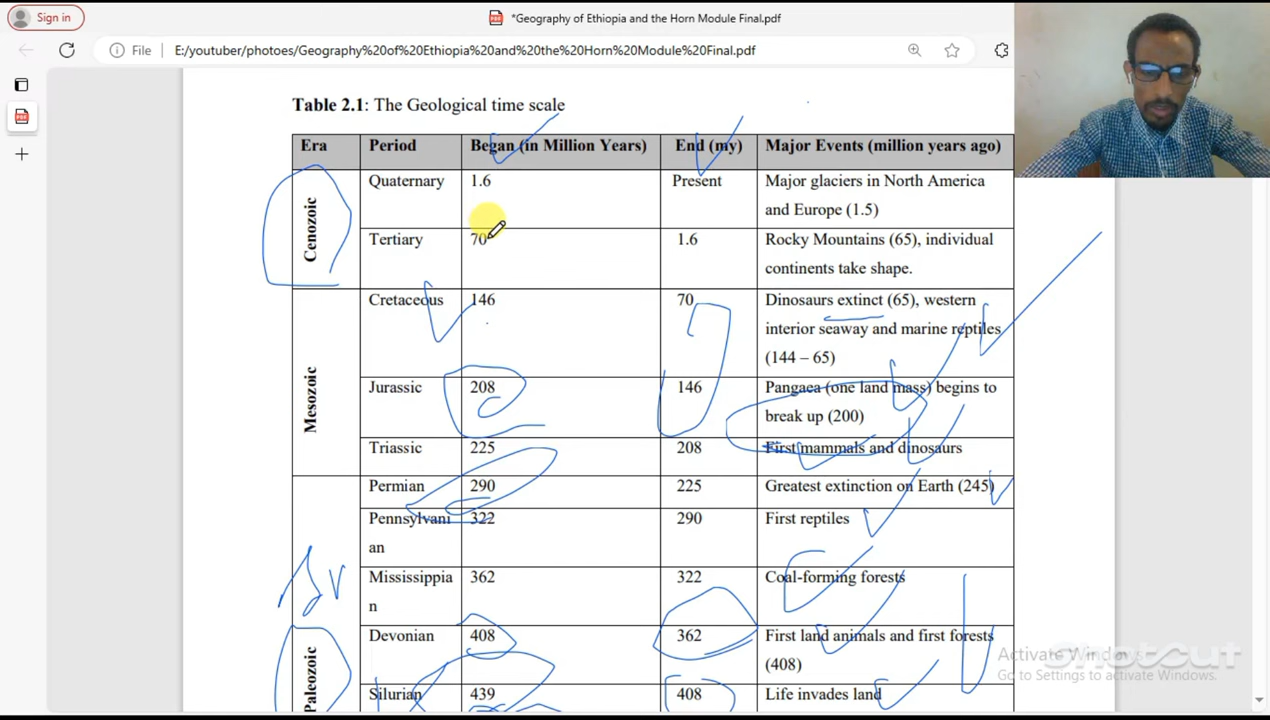 Sign in
*Geography of Ethiopia and the Horn Module Final.pdf
File E:/youtuber/photoes/Geography%20of%20Ethiopia%20and%20the%20Horn%20Module%20Final.pdf
Table 2.1: The Geological time scale
Era Period Began (in Million Years) End (my) Major Events (million years ago)
Cenozoic
Quaternary 1.6 Present Major glaciers in North America
and Europe (1.5)
Tertiary 70 1.6 Rocky Mountains (65), individual
continents take shape.
Mesozoic
Cretaceous 146 70 Dinosaurs extinct (65), western
interior seaway and marine reptiles
(144 – 65)
Jurassic 208 146 Pangaea (one land mass) begins to
break up (200)
Triassic 225 208 First mammals and dinosaurs
Paleozoic
Permian 290 225 Greatest extinction on Earth (245)
Pennsylvani 322 290 First reptiles
an
Mississippia 362 322 Coal-forming forests
n
Devonian 408 362 First land animals and first forests
(408)
Silurian 439 408 Life invades land
Activate Windows
Go to Settings to activate Windows.
Shotcut